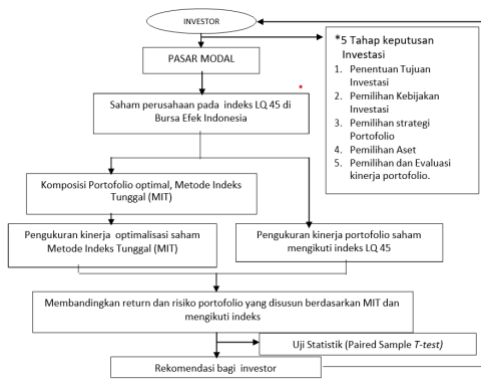 INVESTOR
PASAR MODAL
*
Saham perusahaan pada indeks LQ 45 di
Bursa Efek Indonesia
*5 Tahap keputusan
Investasi
1. Penentuan Tujuan
Investasi
2. Pemilihan Kebijakan
Investasi
3. Pemilihan strategi
Portofolio
4. Pemilihan Aset
5. Pemilihan dan Evaluasi
kinerja portofolio.
Komposisi Portofolio optimal, Metode Indeks
Tunggal (MIT)
Pengukuran kinerja optimalisasi saham
Metode Indeks Tunggal (MIT)
Pengukuran kinerja portofolio saham
mengikuti indeks LQ 45
Membandingkan return dan risiko portofolio yang disusun berdasarkan MIT dan
mengikuti indeks
Uji Statistik (Paired Sample T-test)
Rekomendasi bagi investor